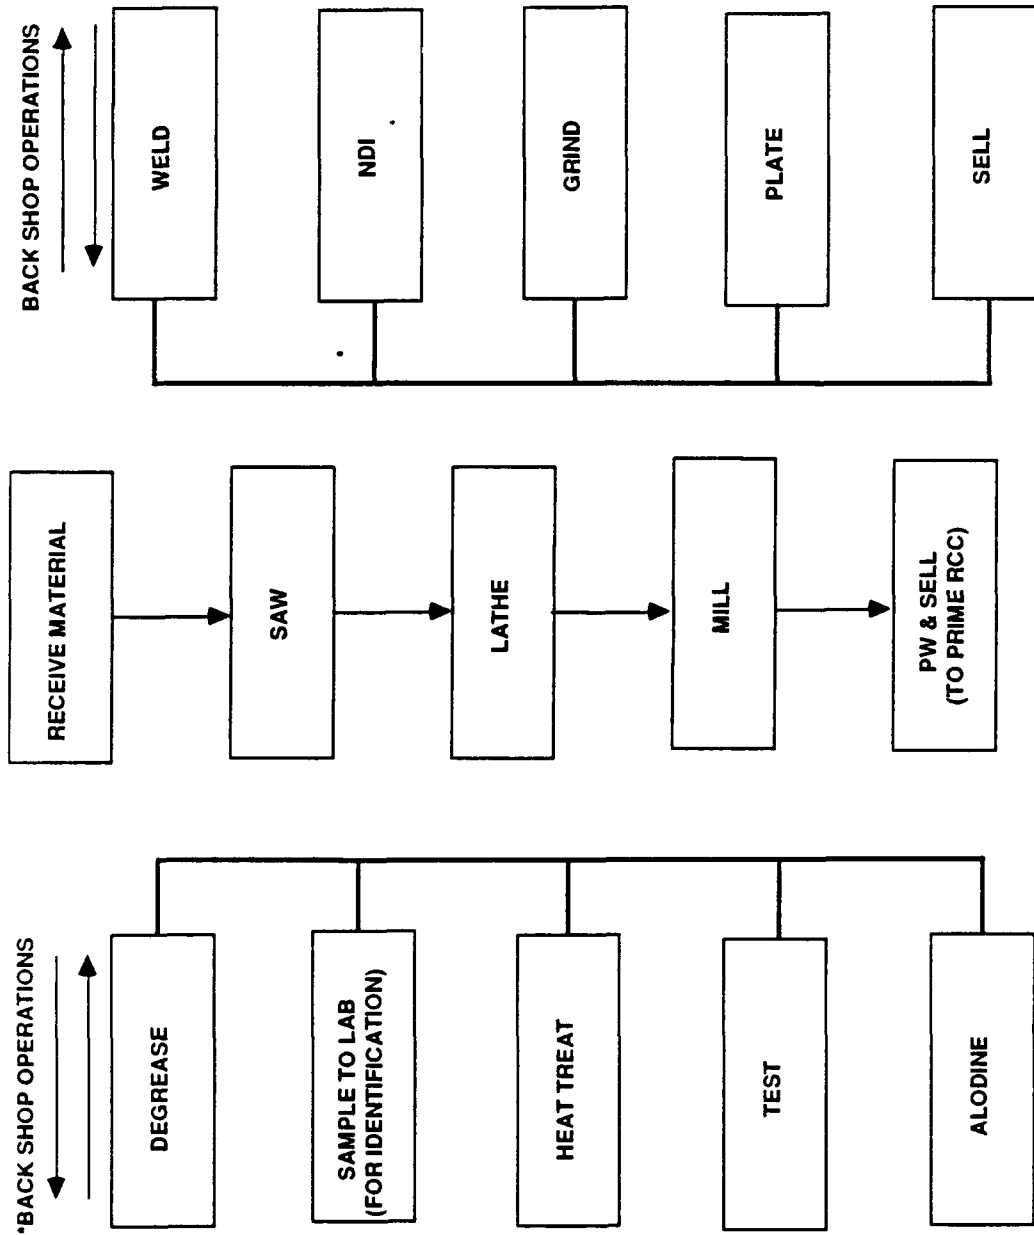 *BACK SHOP OPERATIONS
DEGREASE
SAMPLE TO LAB
(FOR IDENTIFICATION)
HEAT TREAT
TEST
ALODINE
RECEIVE MATERIAL
SAW
LATHE
MILL
PW & SELL
(TO PRIME RCC)
BACK SHOP OPERATIONS
WELD
NDI
GRIND
PLATE
SELL